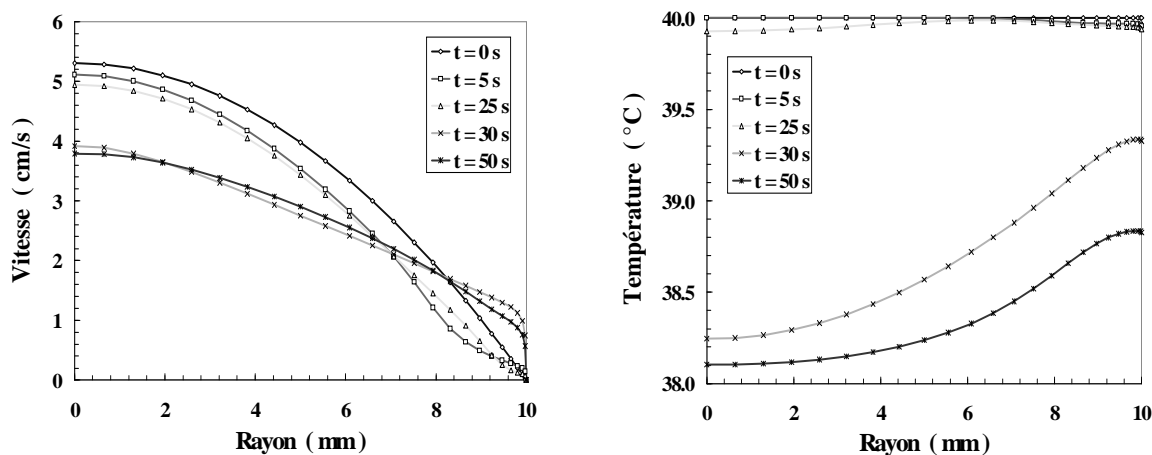 6
5
4
3
2
1
0
Vitesse ( cm/s )
0 2 4 6 8 10
Rayon ( mm )
t = 0 s
t = 5 s
t = 25 s
t = 30 s
t = 50 s
40.0
39.5
39.0
38.5
38.0
Température ( °C )
0 2 4 6 8 10
Rayon ( mm )
t = 0 s
t = 5 s
t = 25 s
t = 30 s
t = 50 s